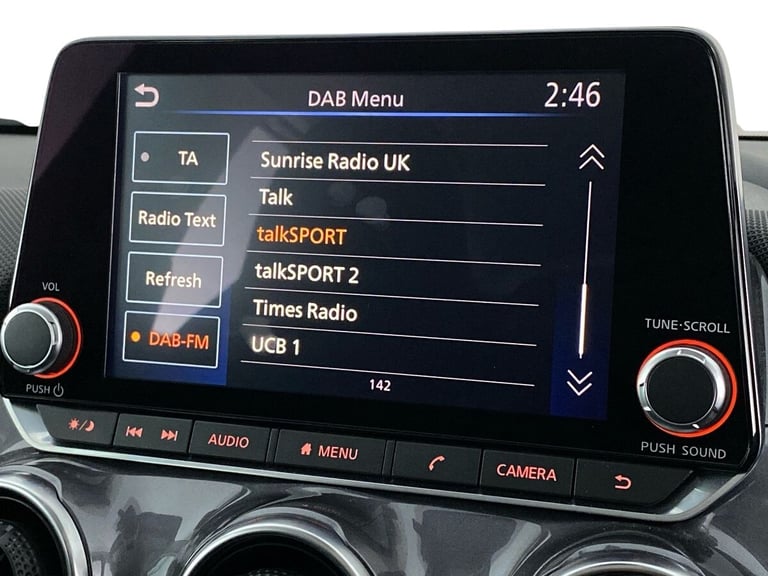 DAB Menu
2:46
TA
Radio Text
Refresh
DAB-FM
Sunrise Radio UK
Talk
talkSPORT
talkSPORT 2
Times Radio
UCB 1
142
VOL
PUSH
TUNE·SCROLL
PUSH SOUND
AUDIO
MENU
CAMERA